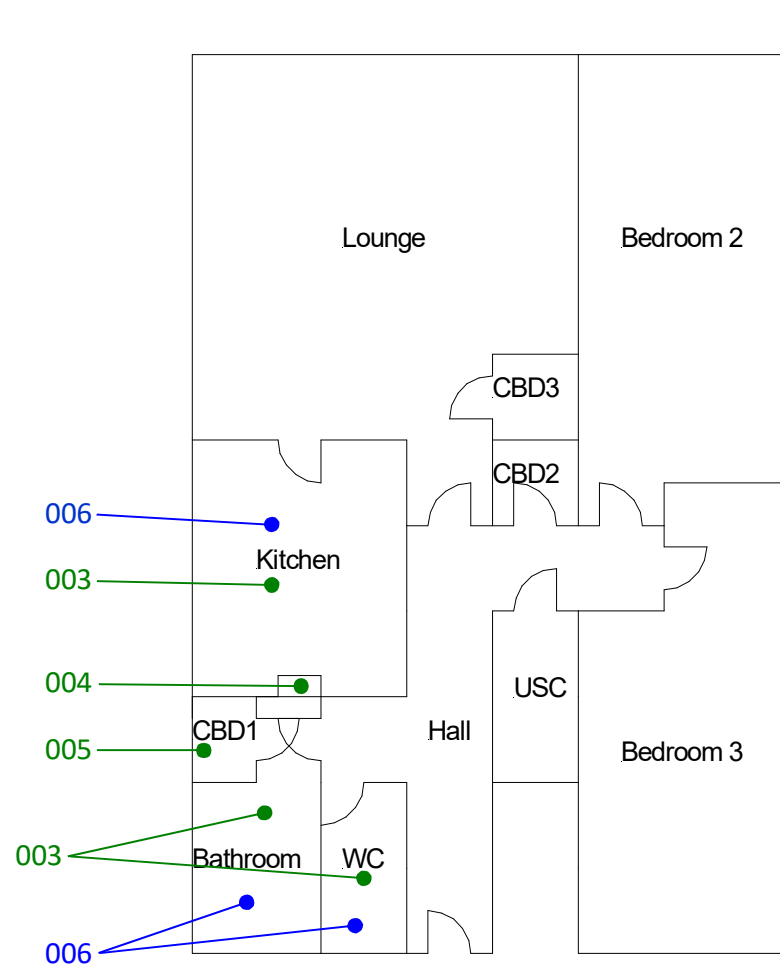 Lounge
Bedroom 2
CBD3
CBD2
006
Kitchen
003
004
USC
CBD1
Hall
005
Bedroom 3
003
Bathroom
WC
006